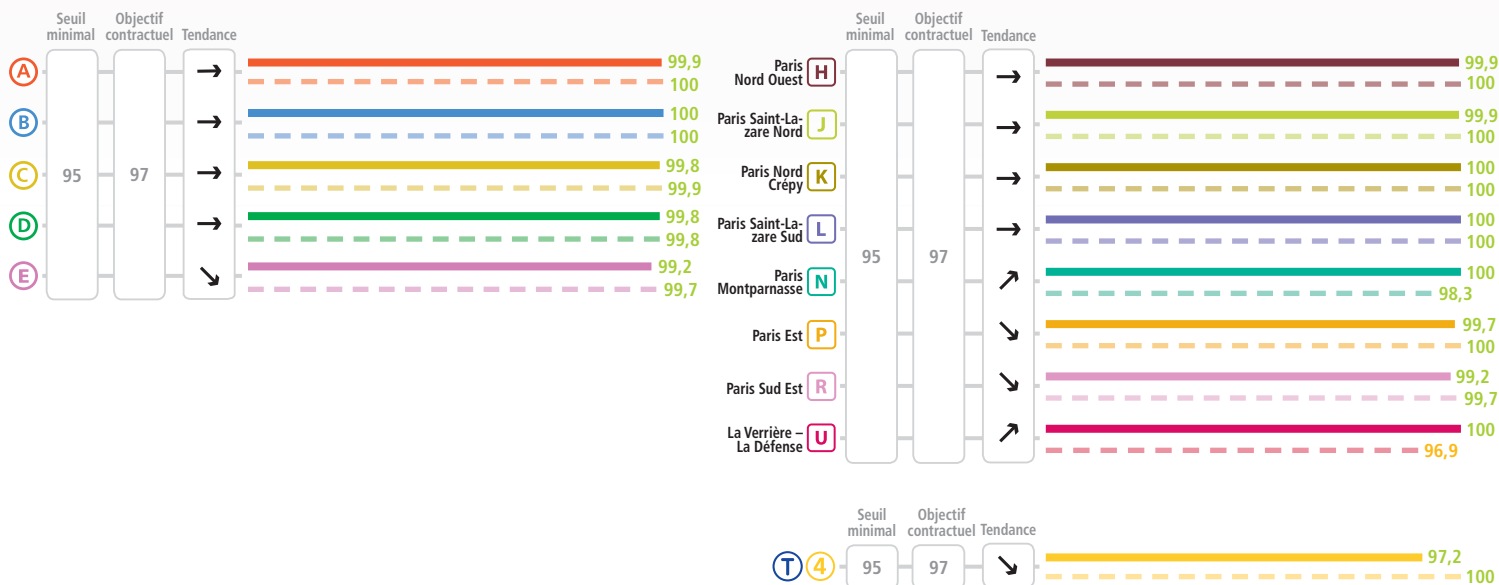 Seuil minimal
Objectif contractuel
Tendance
A
99,9
100
B
100
100
C
95
97
99,8
99,9
D
99,8
99,8
E
99,2
99,7
Seuil minimal
Objectif contractuel
Tendance
Paris
Nord Ouest
H
99,9
100
Paris Saint-La-
zare Nord
J
99,9
100
Paris Nord
Crépy
K
100
100
Paris Saint-La-
zare Sud
L
100
100
95
97
Paris
Montparnasse
N
100
98,3
Paris Est
P
99,7
100
Paris Sud Est
R
99,2
99,7
La Verrière –
La Défense
U
100
96,9
Seuil minimal
Objectif contractuel
Tendance
T 4
95
97
97,2
100